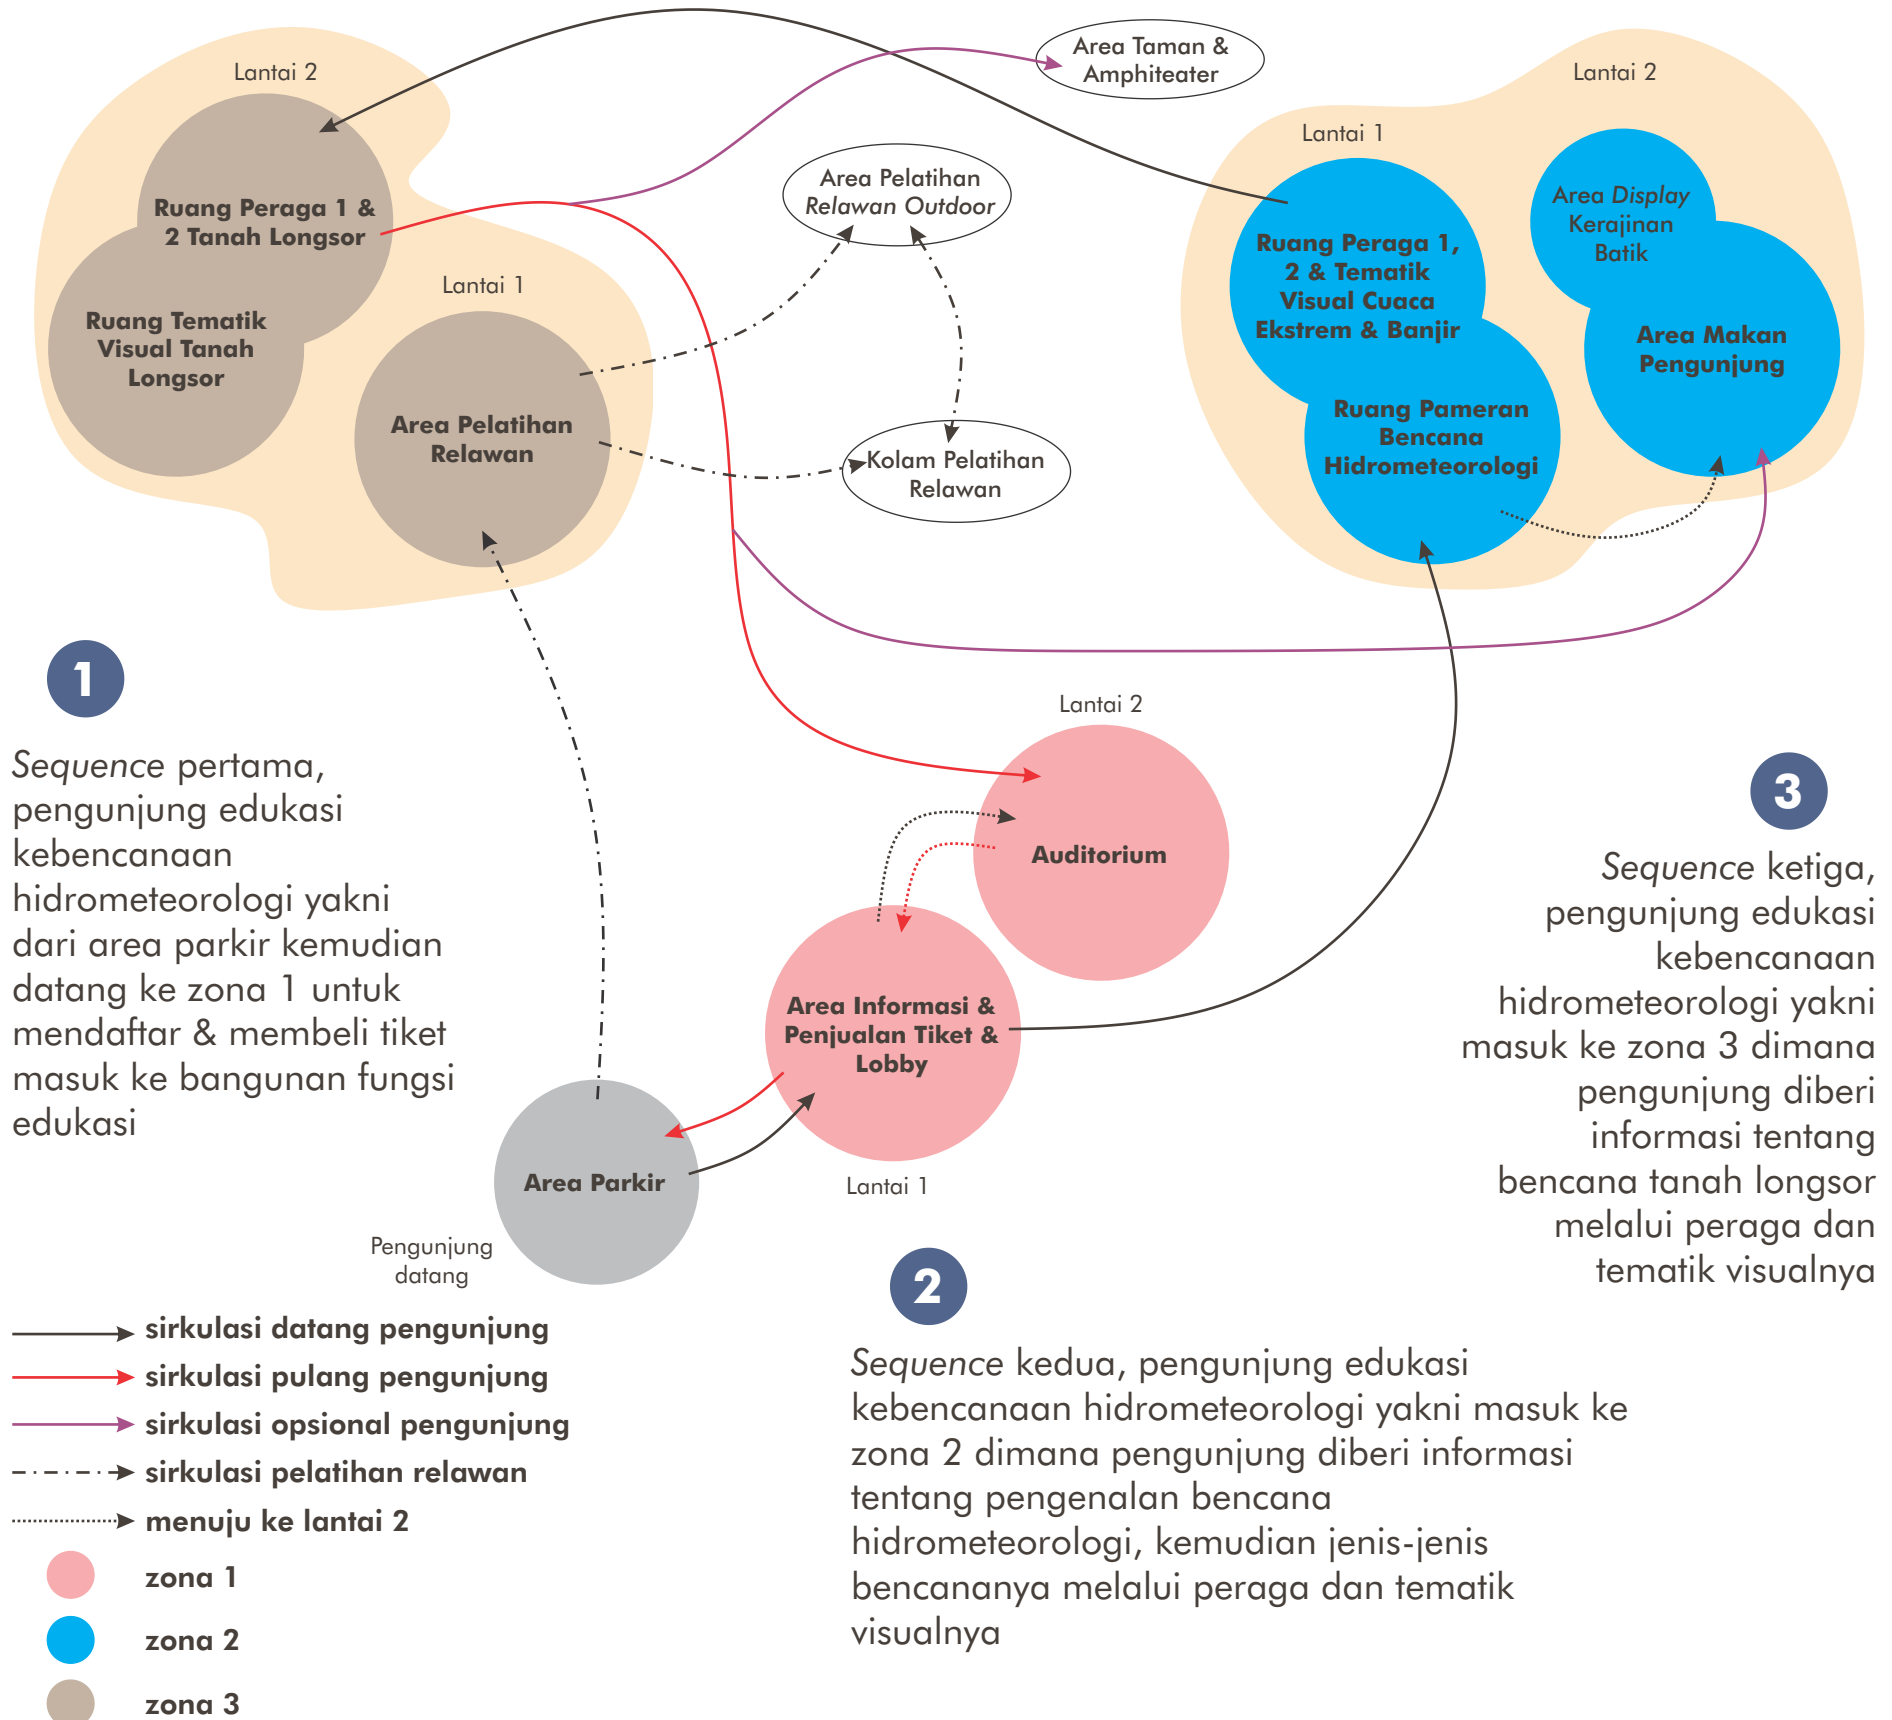 Lantai 2
Ruang Peraga 1 &
2 Tanah Longsor
Ruang Tematik
Visual Tanah
Longsor
Lantai 1
Area Pelatihan
Relawan
Area Taman &
Amphiteater
Area Pelatihan
Relawan Outdoor
Kolam Pelatihan
Relawan
Lantai 2
Lantai 1
Ruang Peraga 1,
2 & Tematik
Visual Cuaca
Ekstrem & Banjir
Area Display
Kerajinan
Batik
Area Makan
Pengunjung
Ruang Pameran
Bencana
Hidrometeorologi
1
Sequence pertama,
pengunjung edukasi
kebencanaan
hidrometeorologi yakni
dari area parkir kemudian
datang ke zona 1 untuk
mendaftar & membeli tiket
masuk ke bangunan fungsi
edukasi
Lantai 2
Auditorium
Area Informasi &
Penjualan Tiket &
Lobby
Lantai 1
Area Parkir
Pengunjung
datang
3
Sequence ketiga,
pengunjung edukasi
kebencanaan
hidrometeorologi yakni
masuk ke zona 3 dimana
pengunjung diberi
informasi tentang
bencana tanah longsor
melalui peraga dan
tematik visualnya
2
Sequence kedua, pengunjung edukasi
kebencanaan hidrometeorologi yakni masuk ke
zona 2 dimana pengunjung diberi informasi
tentang pengenalan bencana
hidrometeorologi, kemudian jenis-jenis
bencananya melalui peraga dan tematik
visualnya
sirkulasi datang pengunjung
sirkulasi pulang pengunjung
sirkulasi opsional pengunjung
sirkulasi pelatihan relawan
menuju ke lantai 2
zona 1
zona 2
zona 3